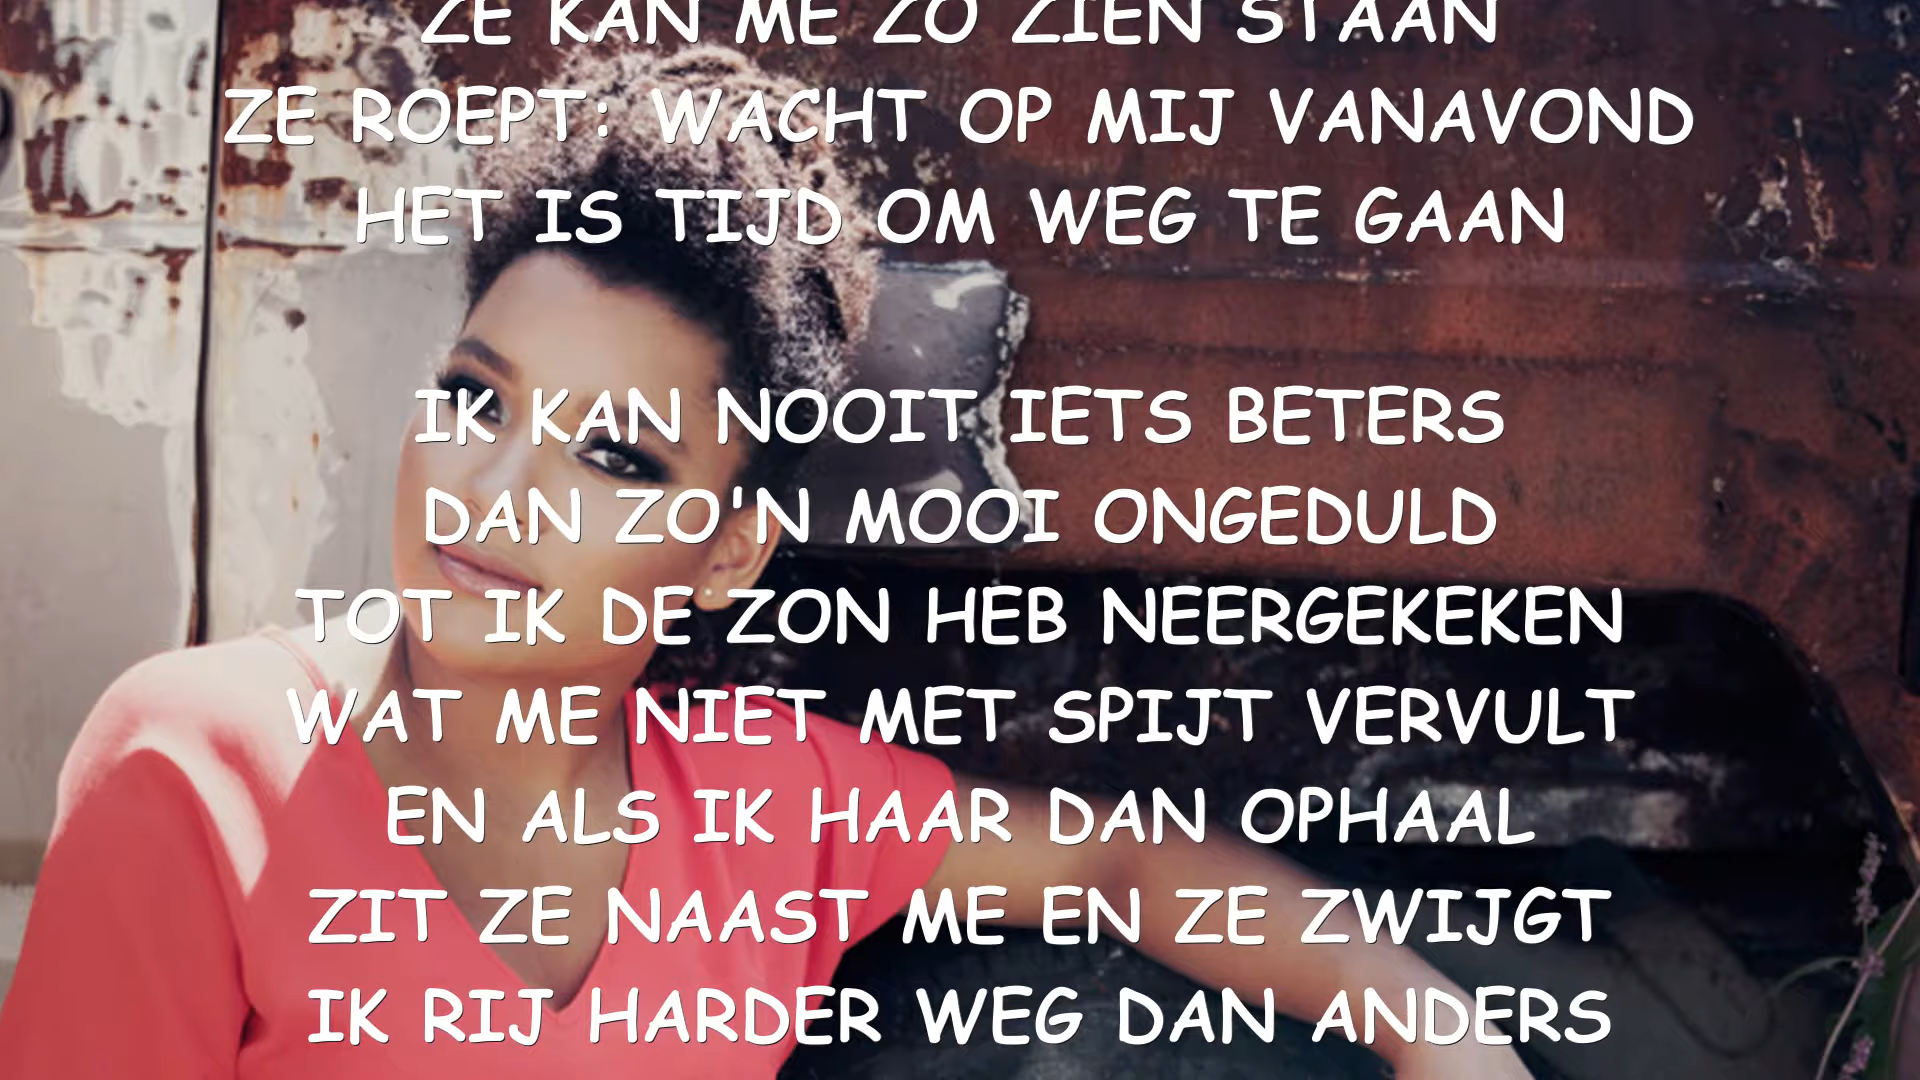 ZE KAN ME ZO ZIEN STAAN
ZE ROEPT: WACHT OP MIJ VANAVOND
HET IS TIJD OM WEG TE GAAN
IK KAN NOOIT IETS BETERS
DAN ZO'N MOOI ONGEDULD
TOT IK DE ZON HEB NEERGEKEKEN
WAT ME NIET MET SPIJT VERVULT
EN ALS IK HAAR DAN OPHAAL
ZIT ZE NAAST ME EN ZE ZWIJGT
IK RIJ HARDER WEG DAN ANDERS